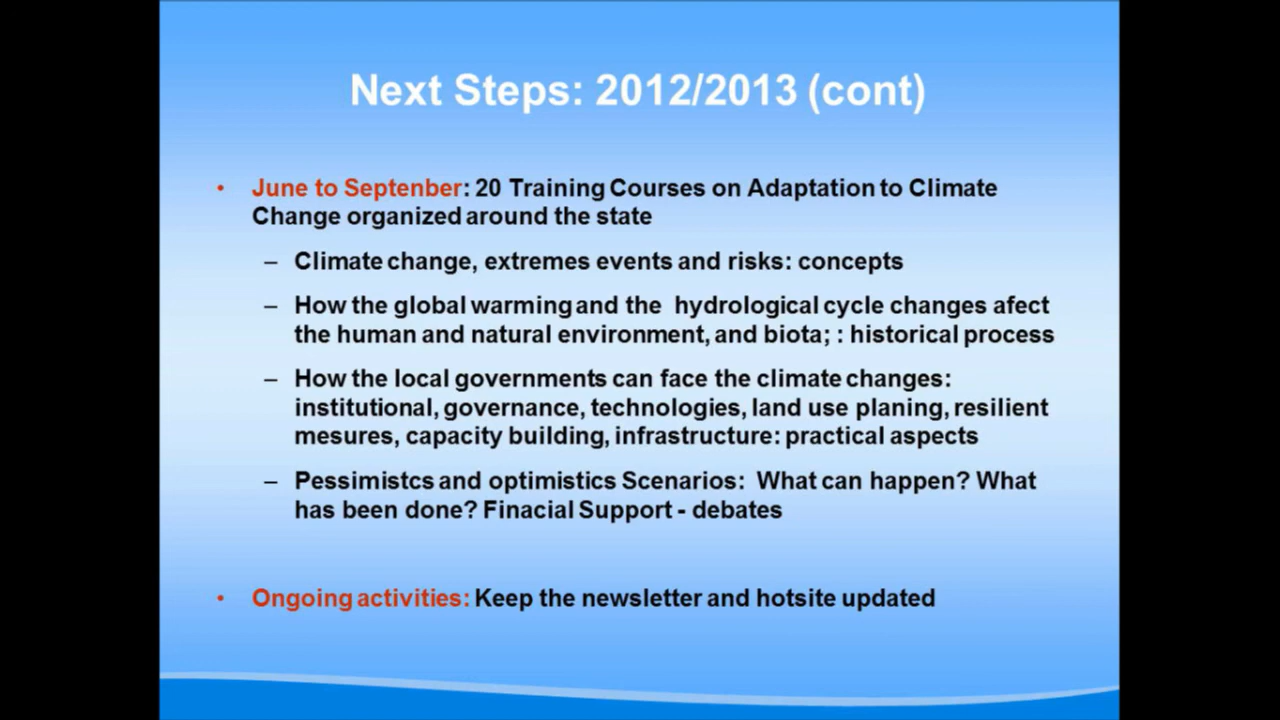 Next Steps: 2012/2013 (cont)
• June to Septenber: 20 Training Courses on Adaptation to Climate
Change organized around the state
– Climate change, extremes events and risks: concepts
– How the global warming and the hydrological cycle changes afect
the human and natural environment, and biota; : historical process
– How the local governments can face the climate changes:
institutional, governance, technologies, land use planing, resilient
mesures, capacity building, infrastructure: practical aspects
– Pessimistcs and optimistics Scenarios: What can happen? What
has been done? Finacial Support - debates
• Ongoing activities: Keep the newsletter and hotsite updated